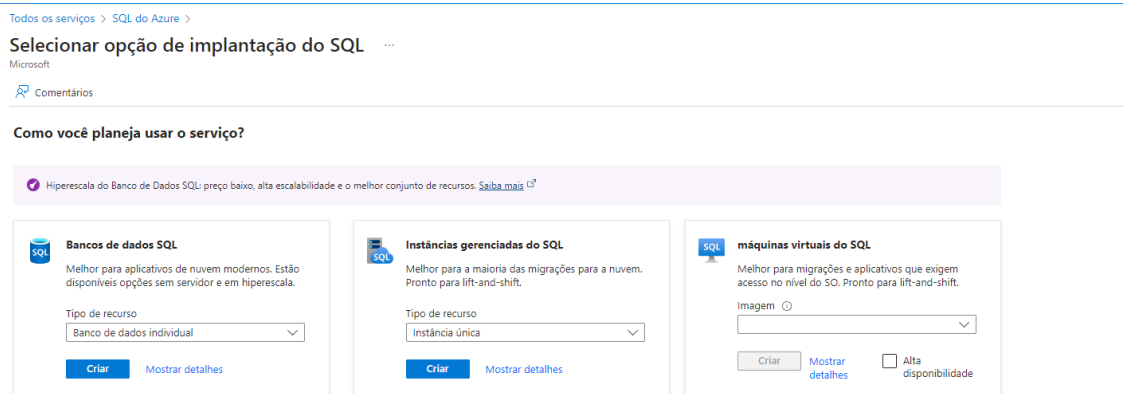 Todos os serviços > SQL do Azure >
Selecionar opção de implantação do SQL ...
Microsoft
Comentários
Como você planeja usar o serviço?
Hiperescala do Banco de Dados SQL: preço baixo, alta escalabilidade e o melhor conjunto de recursos. Saiba mais
SQL
Bancos de dados SQL
Melhor para aplicativos de nuvem modernos. Estão
disponíveis opções sem servidor e em hiperescala.
Tipo de recurso
Banco de dados individual
Criar
Mostrar detalhes
SQL
Instâncias gerenciadas do SQL
Melhor para a maioria das migrações para a nuvem.
Pronto para lift-and-shift.
Tipo de recurso
Instância única
Criar
Mostrar detalhes
SQL
máquinas virtuais do SQL
Melhor para migrações e aplicativos que exigem
acesso no nível do SO. Pronto para lift-and-shift.
Imagem
Criar
Mostrar
detalhes
Alta
disponibilidade